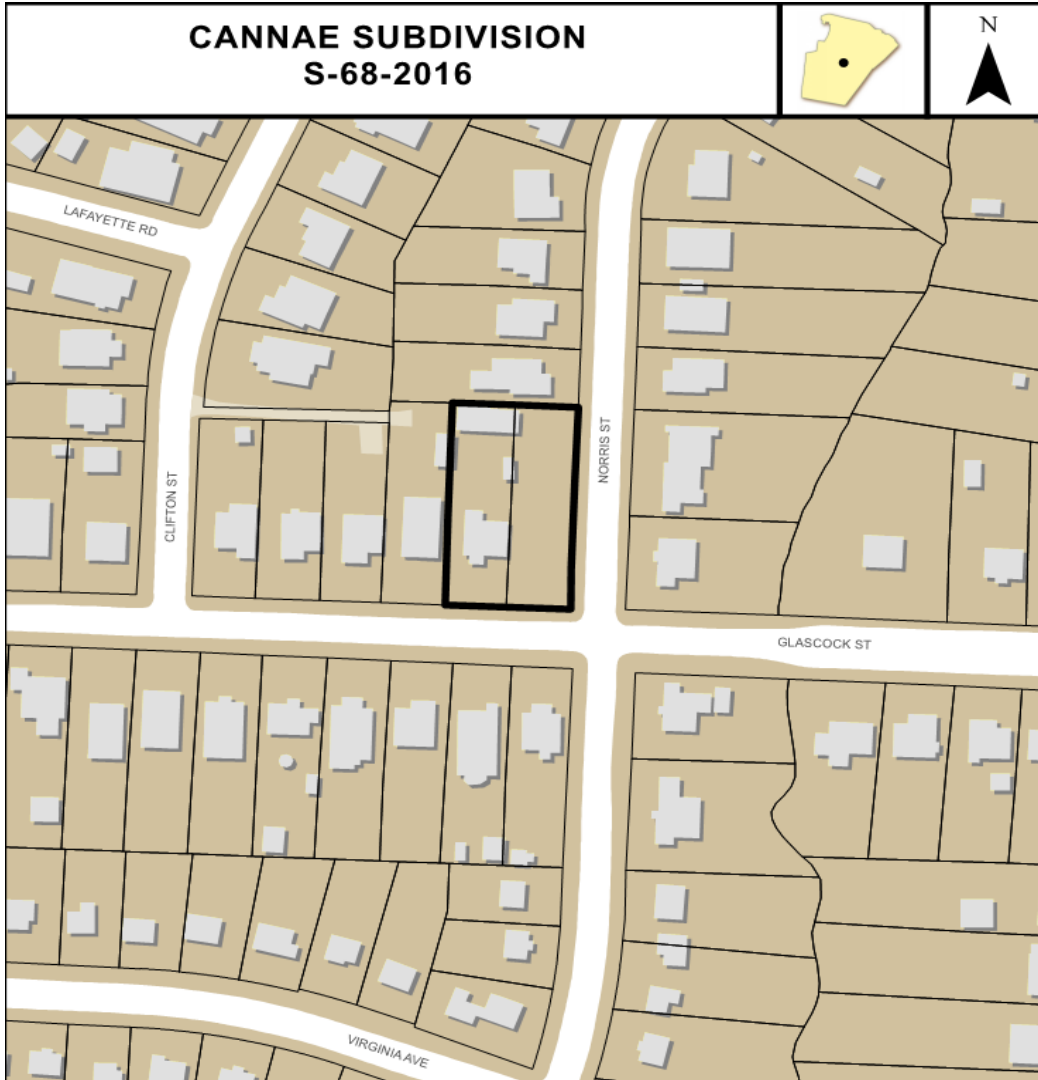 CANNAE SUBDIVISION
S-68-2016
N
LAFAYETTE RD
CLIFTON ST
NORRIS ST
GLASCOCK ST
VIRGINIA AVE